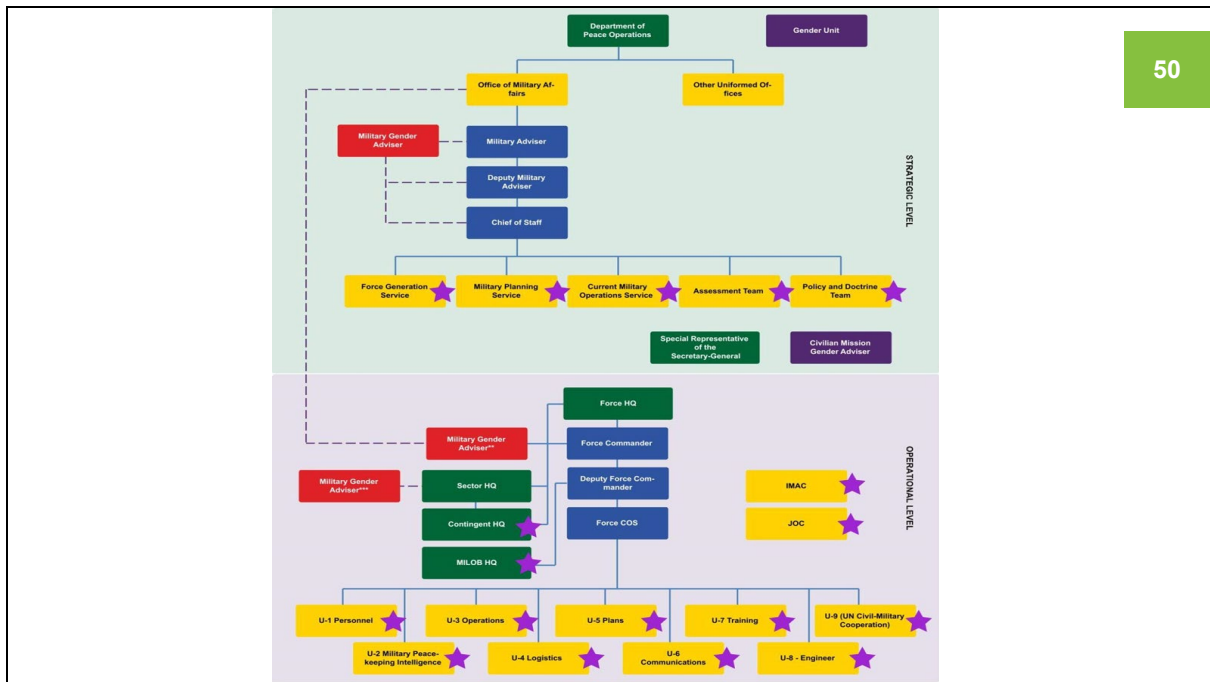 Department of
Peace Operations
Gender Unit
50
Office of Military Af-
fairs
Other Uniformed Of-
fices
Military Gender
Adviser
Military Adviser
Deputy Military
Adviser
Chief of Staff
STRATEGIC LEVEL
Force Generation
Service
Military Planning
Service
Current Military
Operations Service
Assessment Team
Policy and Doctrine
Team
Special Representative
of the
Secretary-General
Civilian Mission
Gender Adviser
Force HQ
Military Gender
Adviser**
Force Commander
OPERATIONAL LEVEL
Military Gender
Adviser***
Sector HQ
Deputy Force Com-
mander
IMAC
Contingent HQ
Force COS
JOC
MILOB HQ
U-1 Personnel
U-3 Operations
U-5 Plans
U-7 Training
U-9 (UN Civil-Military
Cooperation)
U-2 Military Peace-
keeping Intelligence
U-4 Logistics
U-6
Communications
U-8 - Engineer